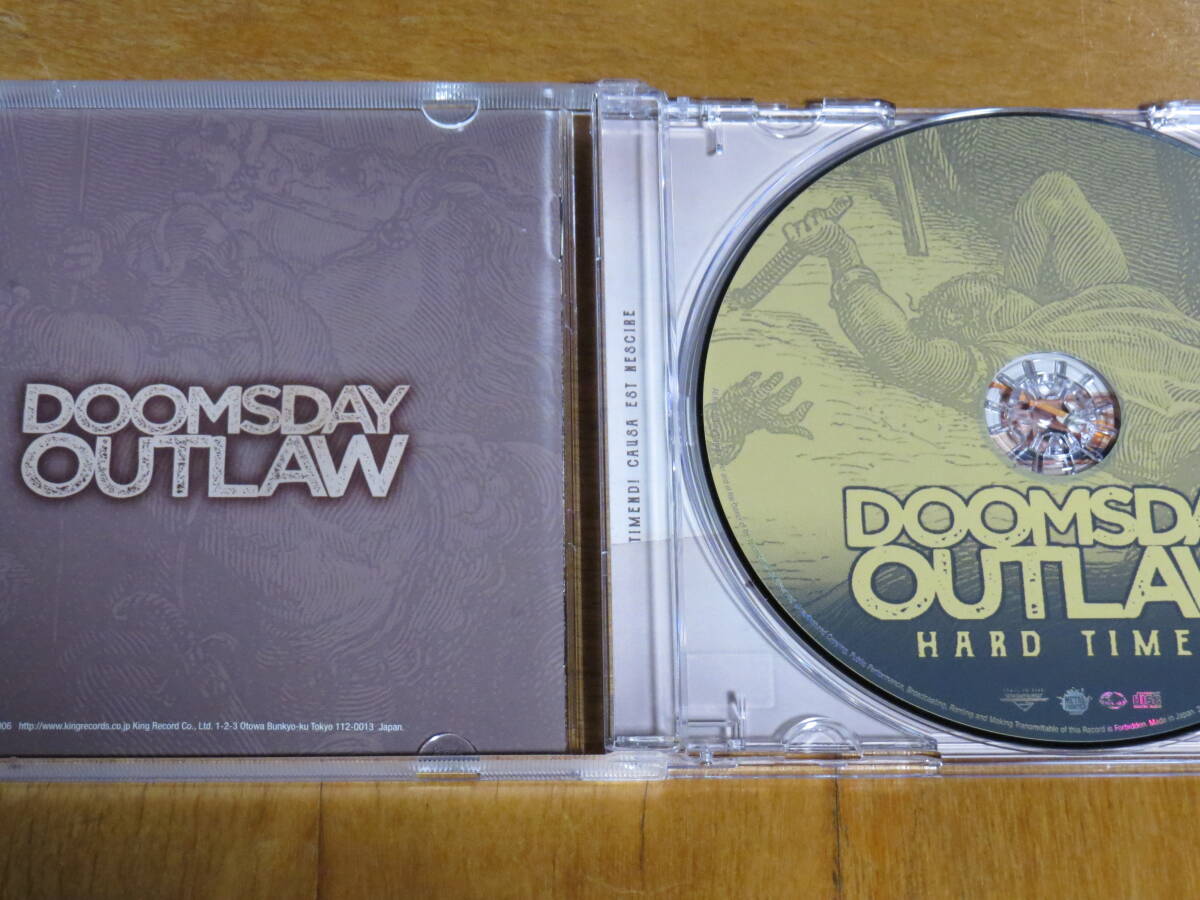 DOOMSDAY
OUTLAW
06 http://www.kingrecords.co.jp King Record Co., Ltd. 1-2-3 Otowa Bunkyo-ku Tokyo 112-0013 Japan.
TIMENDI CAUSA EST NESCIRE
DOOMSDA
OUTLAW
HARD TIME
Copying, Public Performance, Broadcasting, Renting and Making Transmittable of this Record is Forbidden. Made in Japan